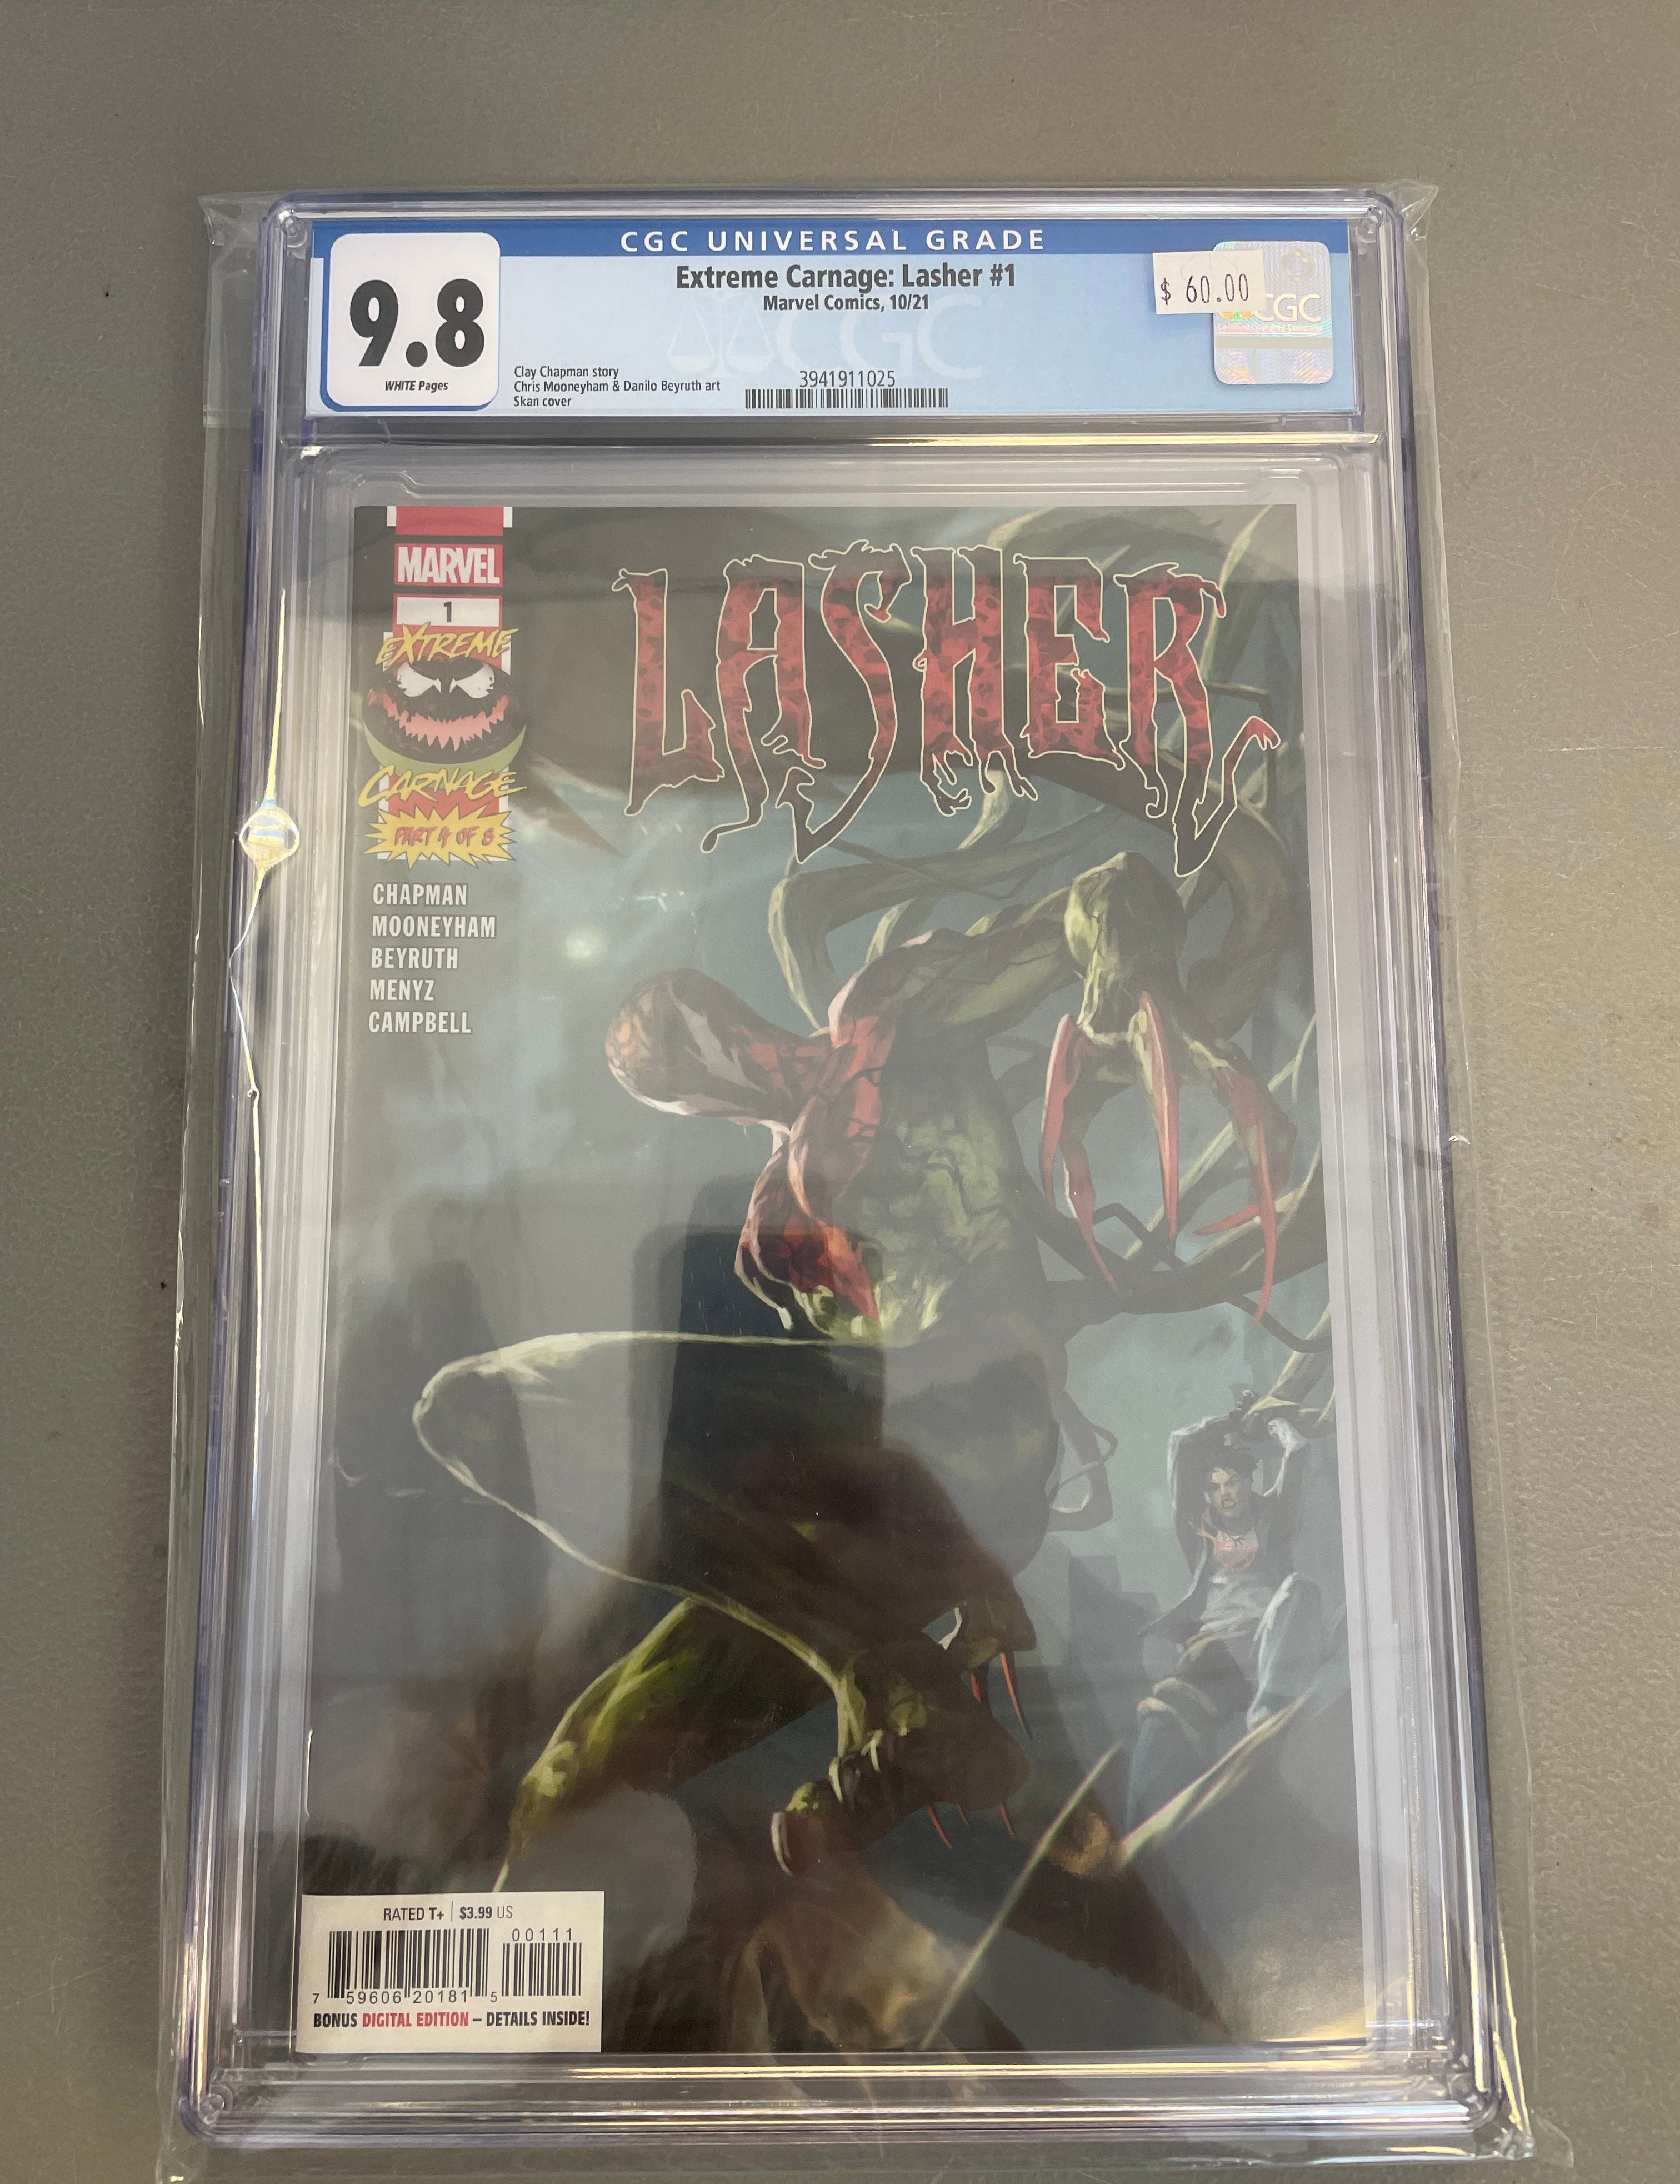 CGC UNIVERSAL GRADE
9.8
WHITE Pages
Extreme Carnage: Lasher #1
Marvel Comics, 10/21
$ 60.00
CGC
CGC
Clay Chapman story
Chris Mooneyham & Danilo Beyruth art
Skan cover
3941911025
MARVEL
1
EXTREME
CARNAGE
PART 4 OF 8
LASHER
CHAPMAN
MOONEYHAM
BEYRUTH
MENYZ
CAMPBELL
RATED T+ | $3.99 US
00111
7 59606 20181 5
BONUS DIGITAL EDITION – DETAILS INSIDE!